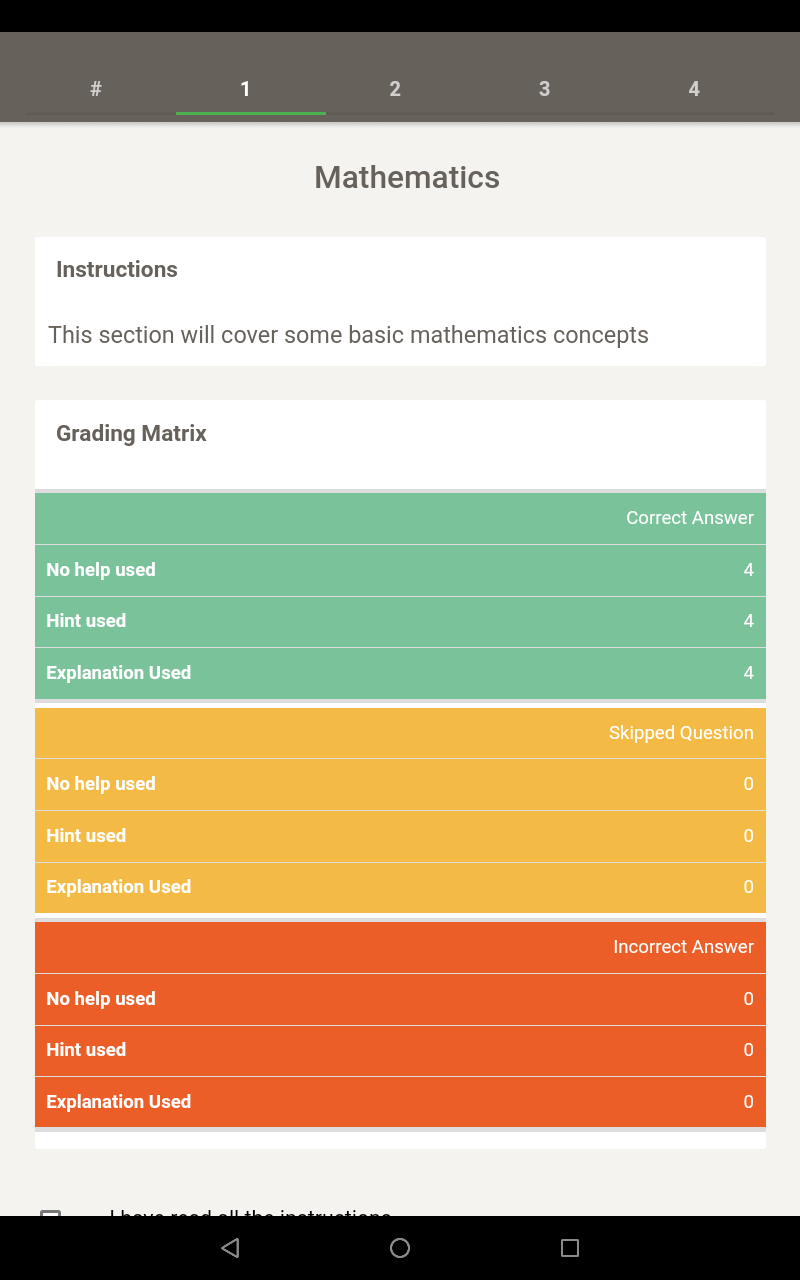 # 1 2 3 4
Mathematics
Instructions
This section will cover some basic mathematics concepts
Grading Matrix
Correct Answer
No help used 4
Hint used 4
Explanation Used 4
Skipped Question
No help used 0
Hint used 0
Explanation Used 0
Incorrect Answer
No help used 0
Hint used 0
Explanation Used 0
I have read all the instructions